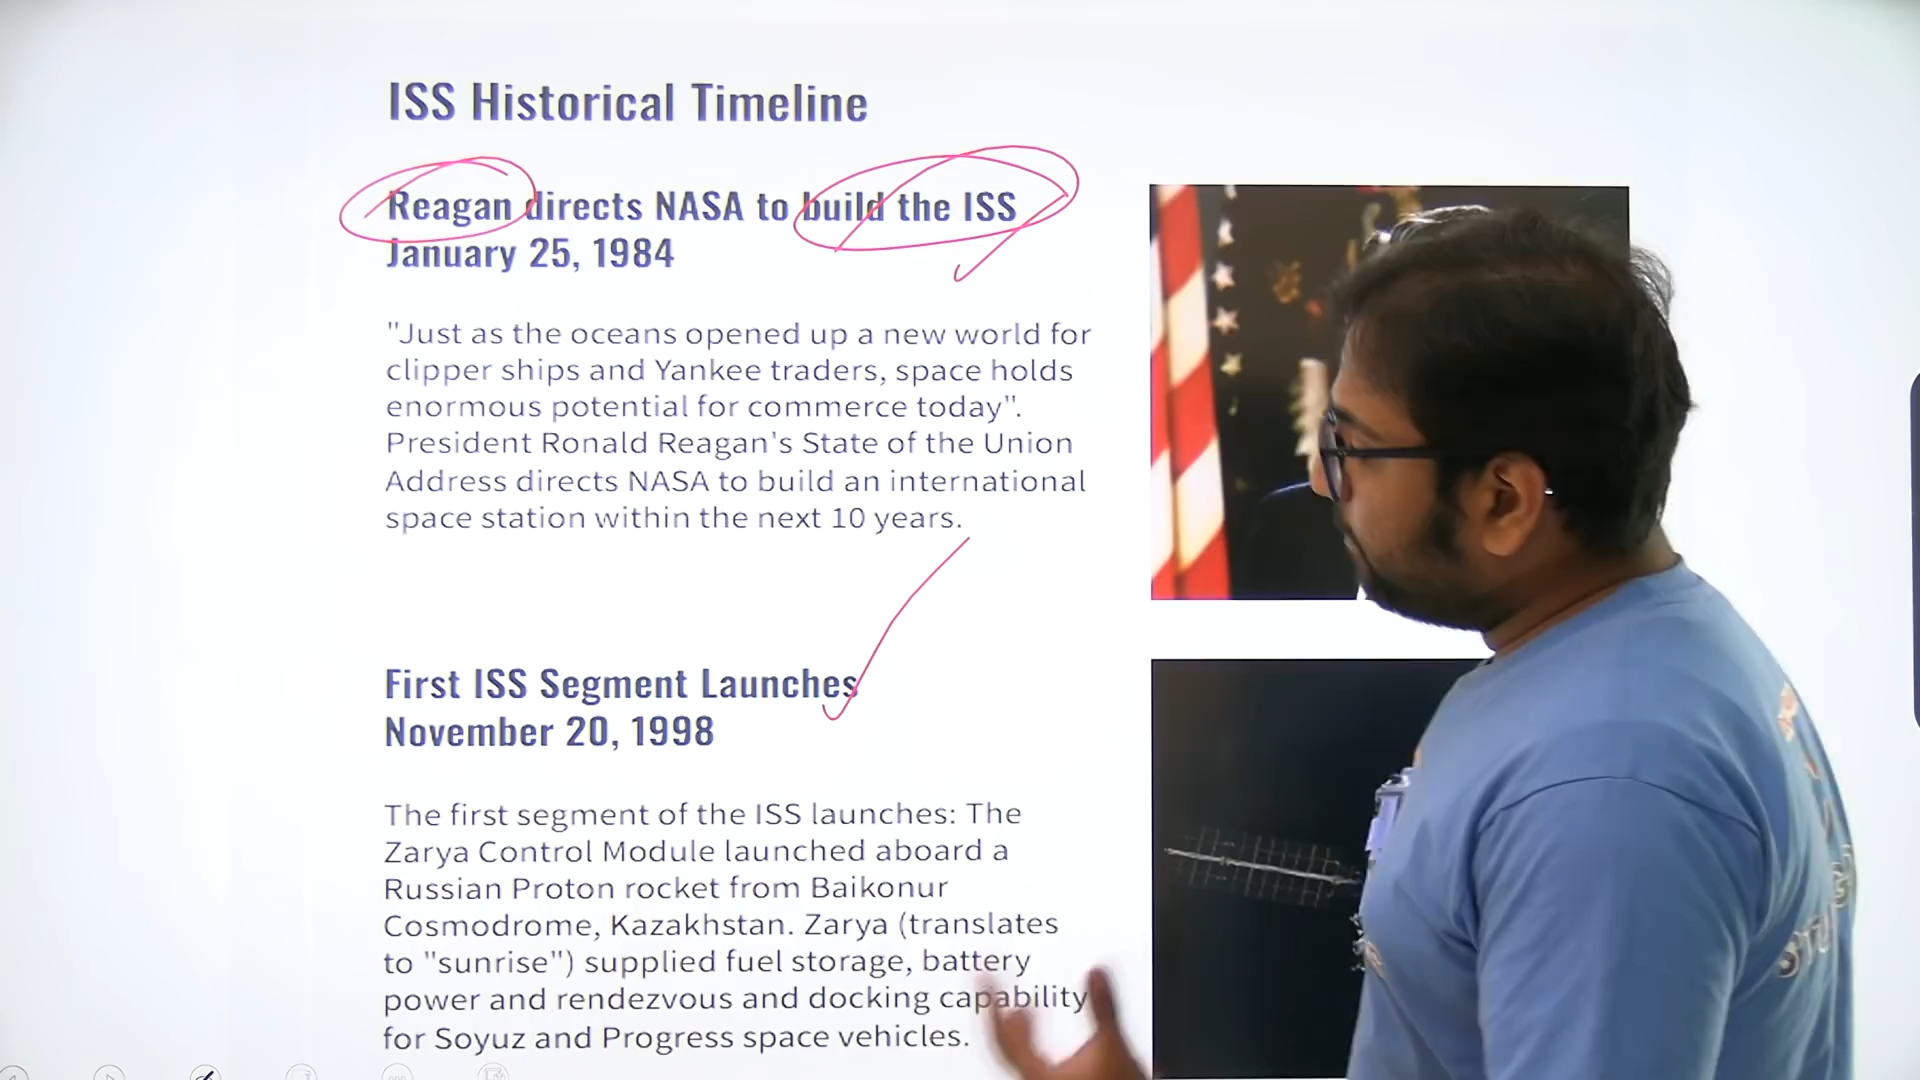 ISS Historical Timeline
Reagan directs NASA to build the ISS
January 25, 1984
"Just as the oceans opened up a new world for
clipper ships and Yankee traders, space holds
enormous potential for commerce today".
President Ronald Reagan's State of the Union
Address directs NASA to build an international
space station within the next 10 years.
First ISS Segment Launches
November 20, 1998
The first segment of the ISS launches: The
Zarya Control Module launched aboard a
Russian Proton rocket from Baikonur
Cosmodrome, Kazakhstan. Zarya (translates
to "sunrise") supplied fuel storage, battery
power and rendezvous and docking capability
for Soyuz and Progress space vehicles.